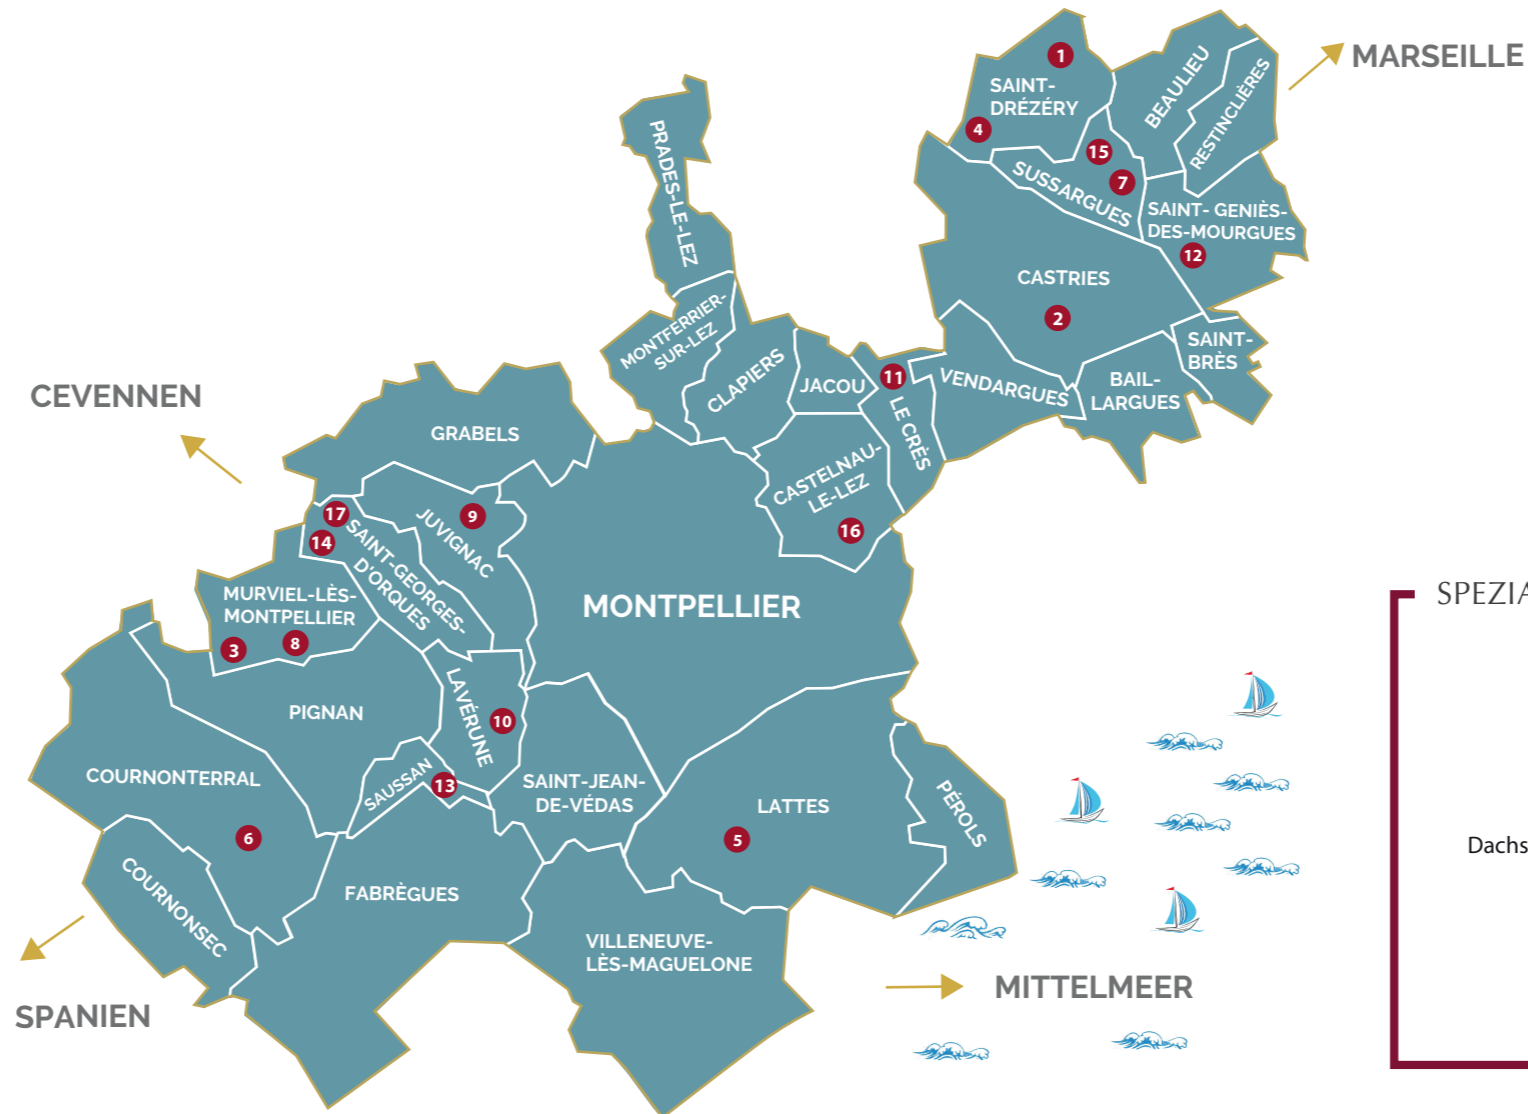 MARSEILLE
1
SAINT-
DRÉZÉRY
4
BEAULIEU
RESTINCLIÈRES
15
7
SUSSARGUES
SAINT- GENIÈS-
DES-MOURGUES
12
PRADES-LE-LEZ
CASTRIES
2
MONTFERRIER-
SUR-LEZ
CLAPIERS
JACOU
11
LE CRÈS
VENDARGUES
BAIL-
LARGUES
SAINT-
BRÈS
CEVENNEN
GRABELS
CASTELNAU-
LE-LEZ
16
17
14
SAINT-GEORGES-
D'ORQUES
9
JUVIGNAC
MURVIEL-LÈS-
MONTPELLIER
3
8
MONTPELLIER
SPEZIA
PIGNAN
LAVÉRUNE
10
COURNONTERRAL
SAUSSAN
13
SAINT-JEAN-
DE-VÉDAS
LATTES
5
PÉROLS
6
Dachs
COURNONSEC
FABRÈGUES
VILLENEUVE-
LÈS-MAGUELONE
MITTELMEER
SPANIEN